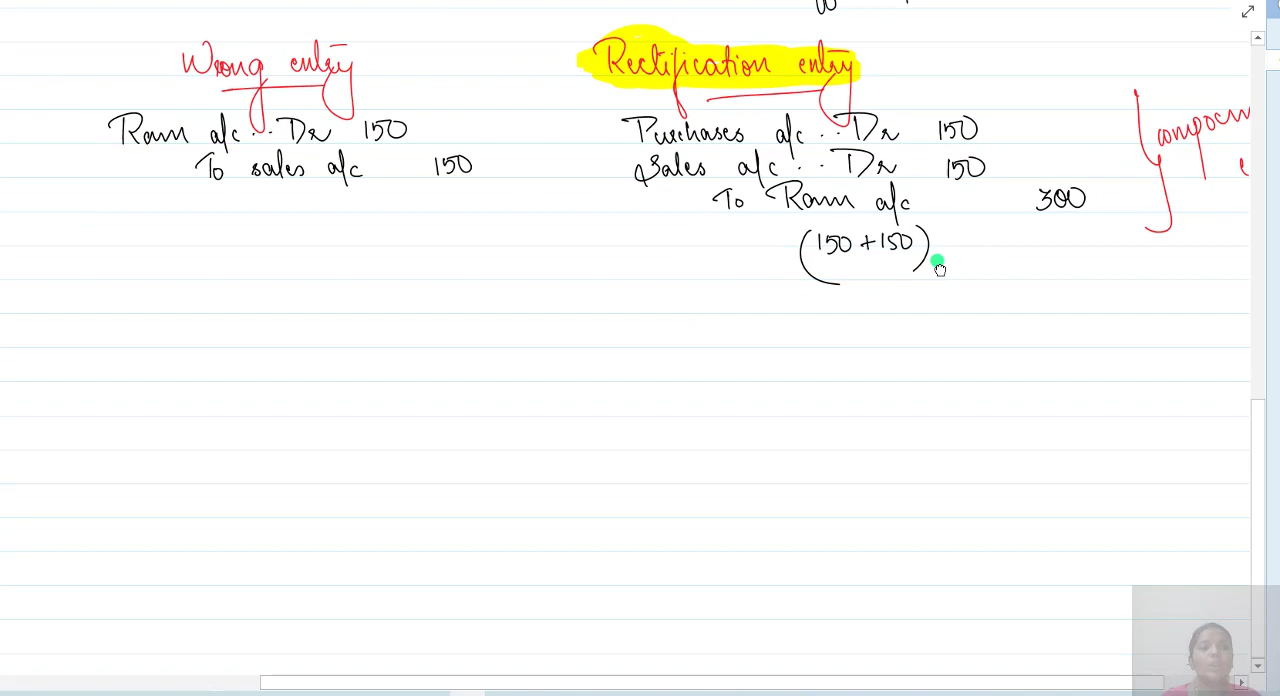 Wrong entry
Rectification entry
Ram a/c .. Dr 150
To sales a/c 150
Purchases a/c .. Dr 150
Sales a/c .. Dr 150
To Ram a/c 300
(150 + 150)